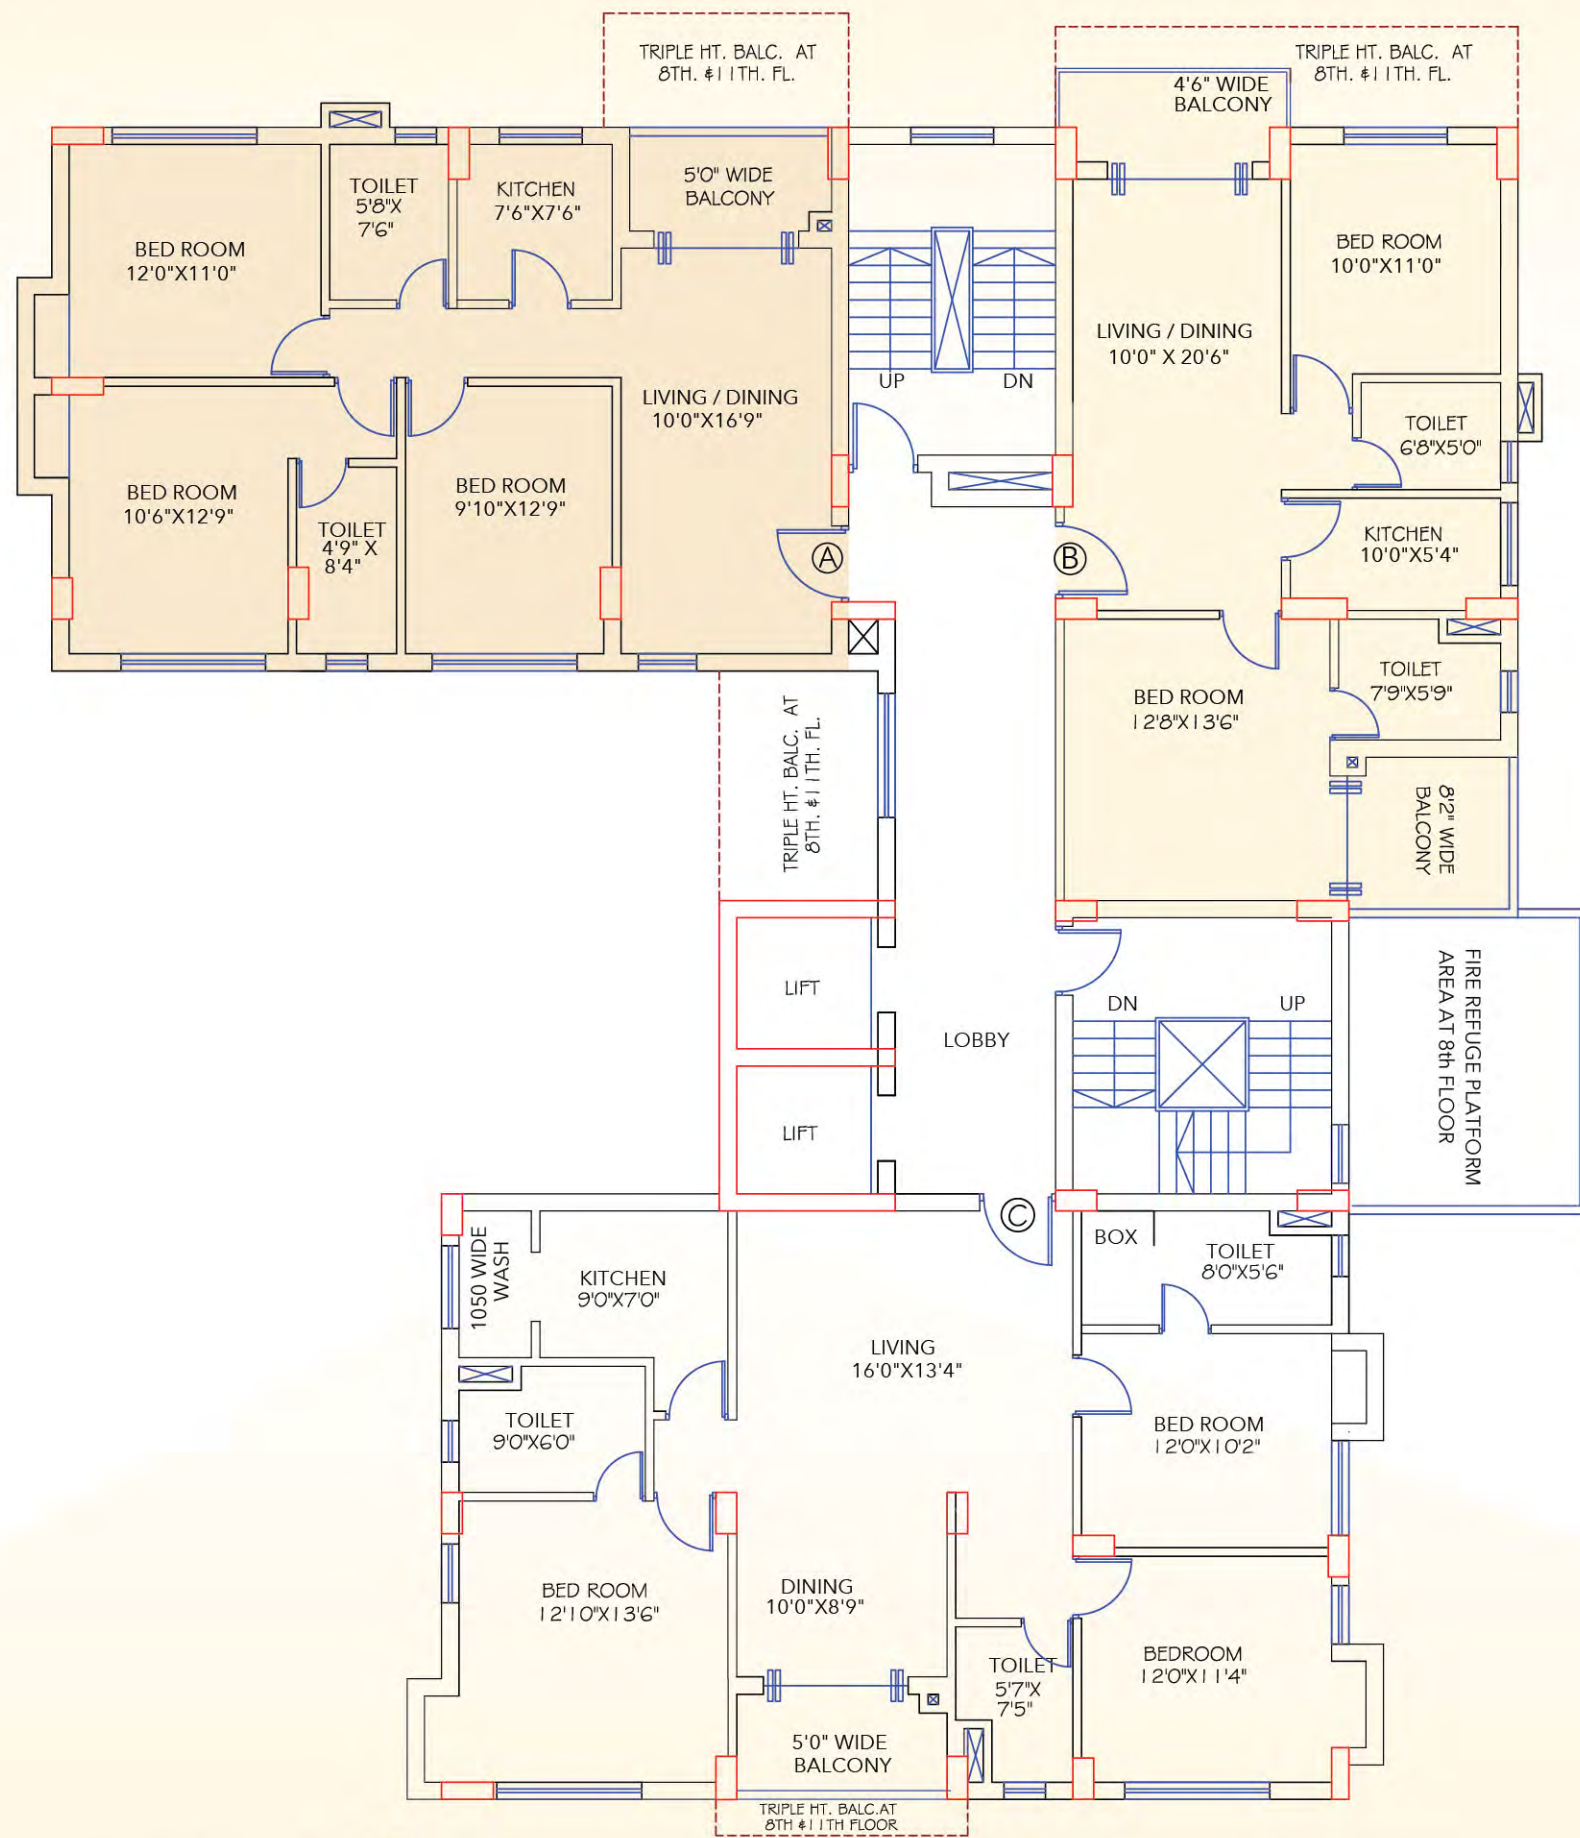 TRIPLE HT. BALC. AT
8TH. &11TH. FL.
TRIPLE HT. BALC. AT
8TH. &11TH. FL.
4'6" WIDE
BALCONY
TOILET
5'8"X
7'6"
KITCHEN
7'6"X7'6"
5'0" WIDE
BALCONY
BED ROOM
12'0"X11'0"
BED ROOM
10'0"X11'0"
LIVING / DINING
10'0" X 20'6"
UP
DN
LIVING / DINING
10'0"X16'9"
TOILET
6'8"X5'0"
BED ROOM
10'6"X12'9"
BED ROOM
9'10"X12'9"
TOILET
4'9" X
8'4"
A
B
KITCHEN
10'0"X5'4"
BED ROOM
12'8"X13'6"
TOILET
7'9"X5'9"
TRIPLE HT. BALC. AT
8TH. &11TH. FL.
8'2" WIDE
BALCONY
LIFT
LOBBY
DN
UP
FIRE REFUGE PLATFORM
AREA AT 8th FLOOR
LIFT
C
1050 WIDE
WASH
KITCHEN
9'0"X7'0"
BOX
TOILET
8'0"X5'6"
LIVING
16'0"X13'4"
TOILET
9'0"X6'0"
BED ROOM
12'0"X10'2"
BED ROOM
12'10"X13'6"
DINING
10'0"X8'9"
TOILET
5'7"X
7'5"
BEDROOM
12'0"X11'4"
5'0" WIDE
BALCONY
TRIPLE HT. BALC.AT
8TH &11TH FLOOR